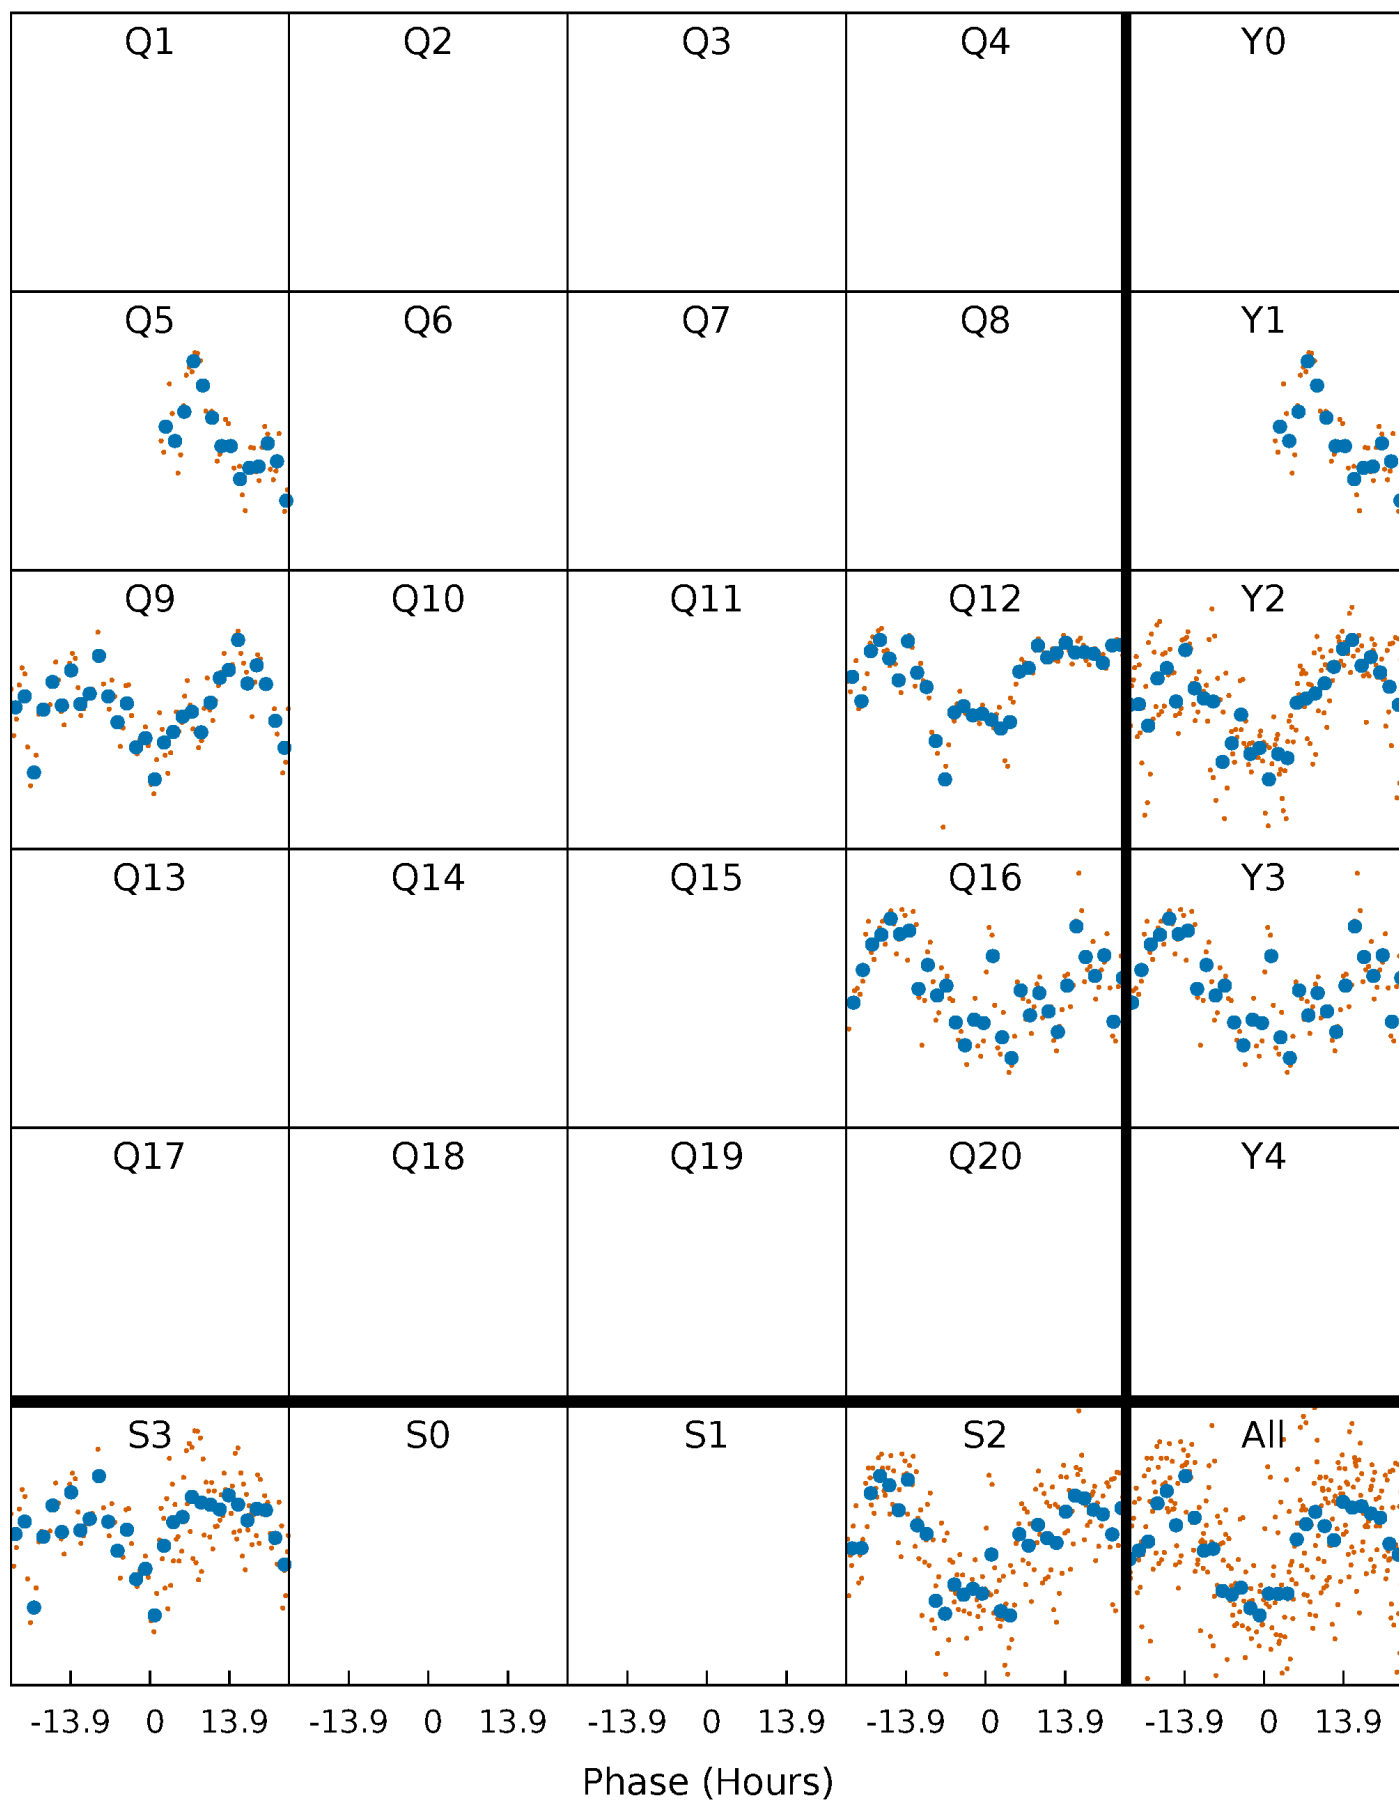 Q1 Q2 Q3 Q4 Y0
Q5 Q6 Q7 Q8 Y1
Q9 Q10 Q11 Q12 Y2
Q13 Q14 Q15 Q16 Y3
Q17 Q18 Q19 Q20 Y4
S3 S0 S1 S2 All
-13.9 0 13.9 -13.9 0 13.9 -13.9 0 13.9 -13.9 0 13.9 -13.9 0 13.9
Phase (Hours)